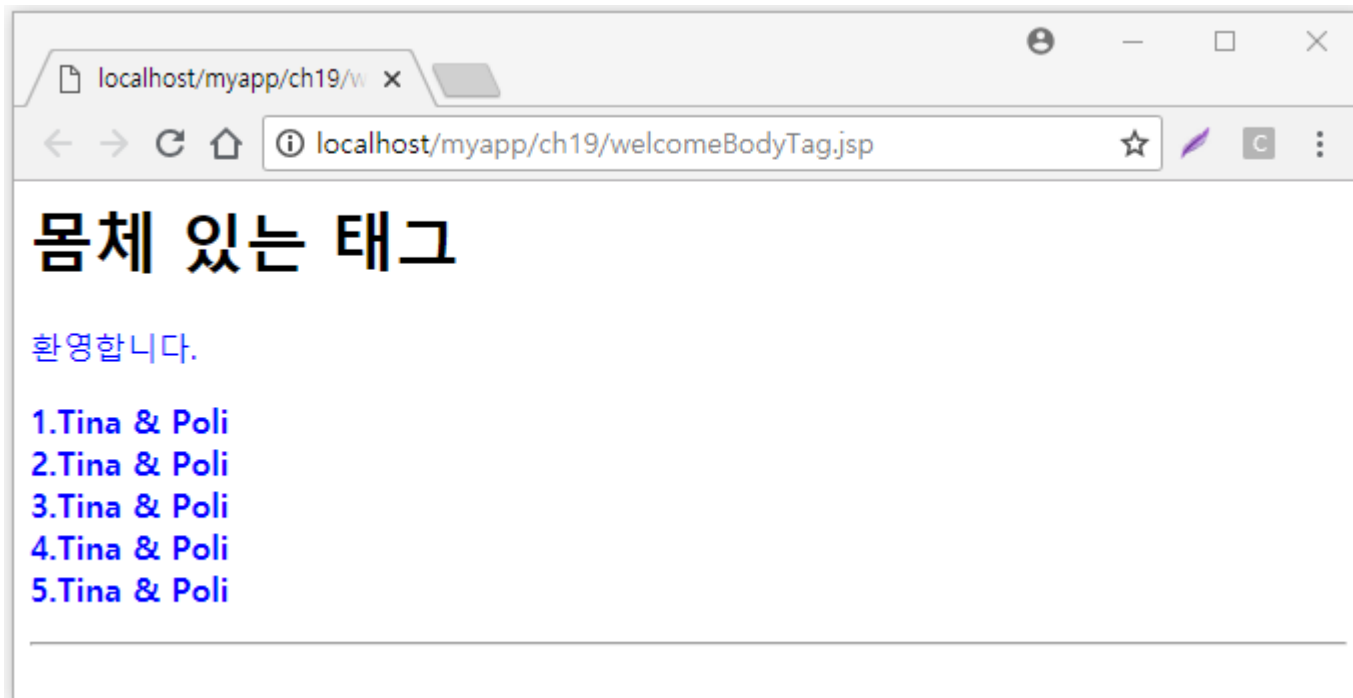 localhost/myapp/ch19/w
localhost/myapp/ch19/welcomeBodyTag.jsp
C
몸체 있는 태그
환영합니다.
1.Tina & Poli
2.Tina & Poli
3.Tina & Poli
4.Tina & Poli
5.Tina & Poli